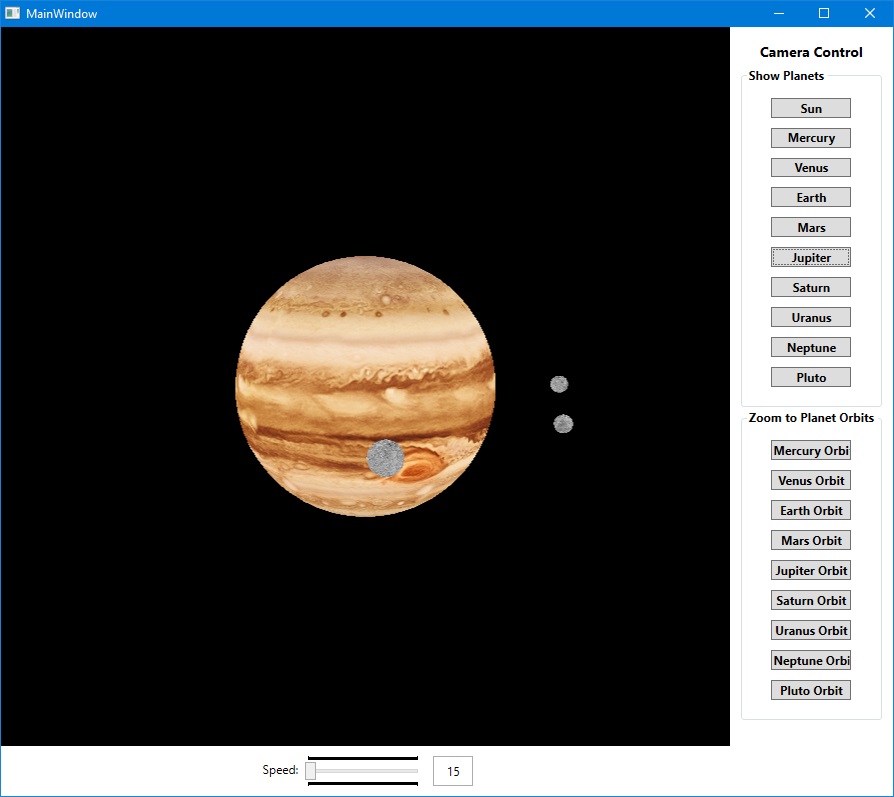 MainWindow
Camera Control
Show Planets
Sun
Mercury
Venus
Earth
Mars
Jupiter
Saturn
Uranus
Neptune
Pluto
Zoom to Planet Orbits
Mercury Orbi
Venus Orbit
Earth Orbit
Mars Orbit
Jupiter Orbit
Saturn Orbit
Uranus Orbit
Neptune Orbi
Pluto Orbit
Speed: 15